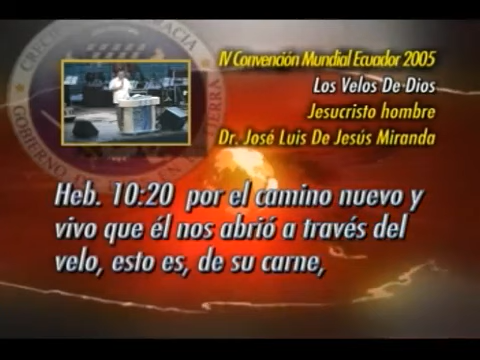 IV Convención Mundial Ecuador 2005
Los Velos De Dios
Jesucristo hombre
Dr. José Luis De Jesús Miranda
Heb. 10:20 por el camino nuevo y
vivo que él nos abrió a través del
velo, esto es, de su carne,